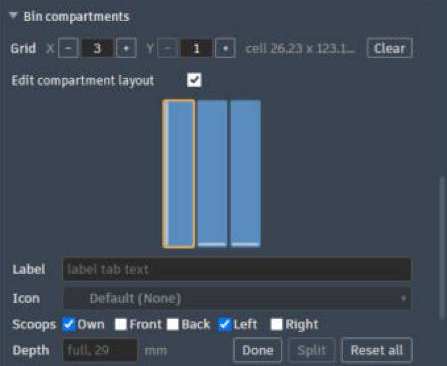 Bin compartments
Grid X - 3 + Y - 1 + cell 26.23 x 123.1... Clear
Edit compartment layout
Label label tab text
Icon Default (None)
Scoops Own Front Back Left Right
Depth full, 29 mm Done Split Reset all